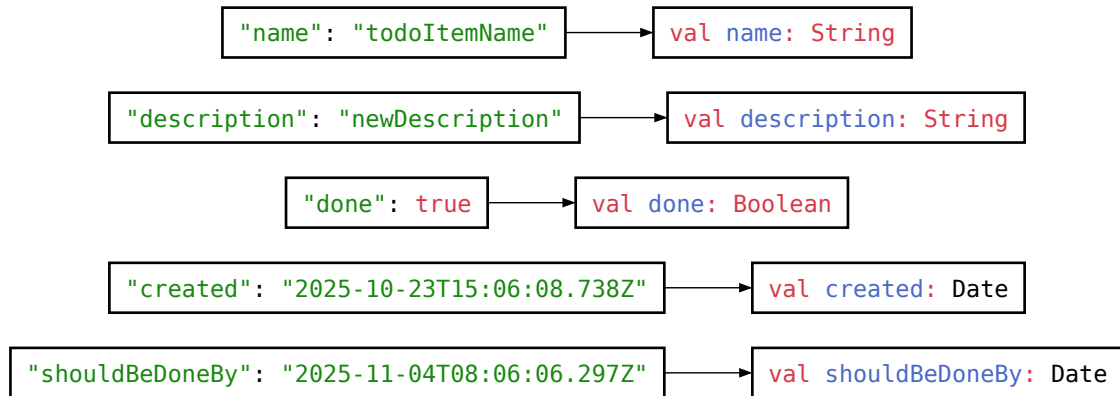 "name": "todoItemName" val name: String
"description": "newDescription" val description: String
"done": true val done: Boolean
"created": "2025-10-23T15:06:08.738Z" val created: Date
"shouldBeDoneBy": "2025-11-04T08:06:06.297Z" val shouldBeDoneBy: Date